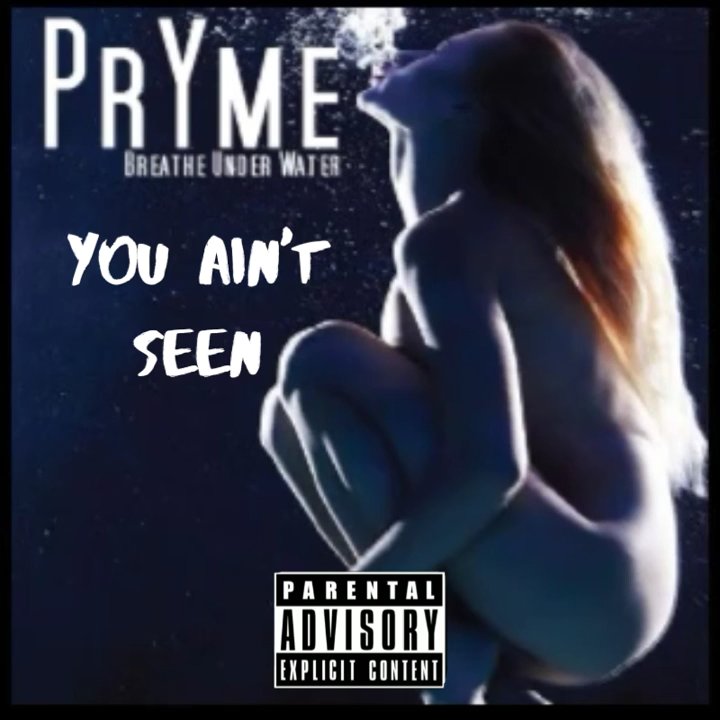 PRYME
BREATHE UNDER WATER
YOU AIN'T
SEEN
PARENTAL
ADVISORY
EXPLICIT CONTENT